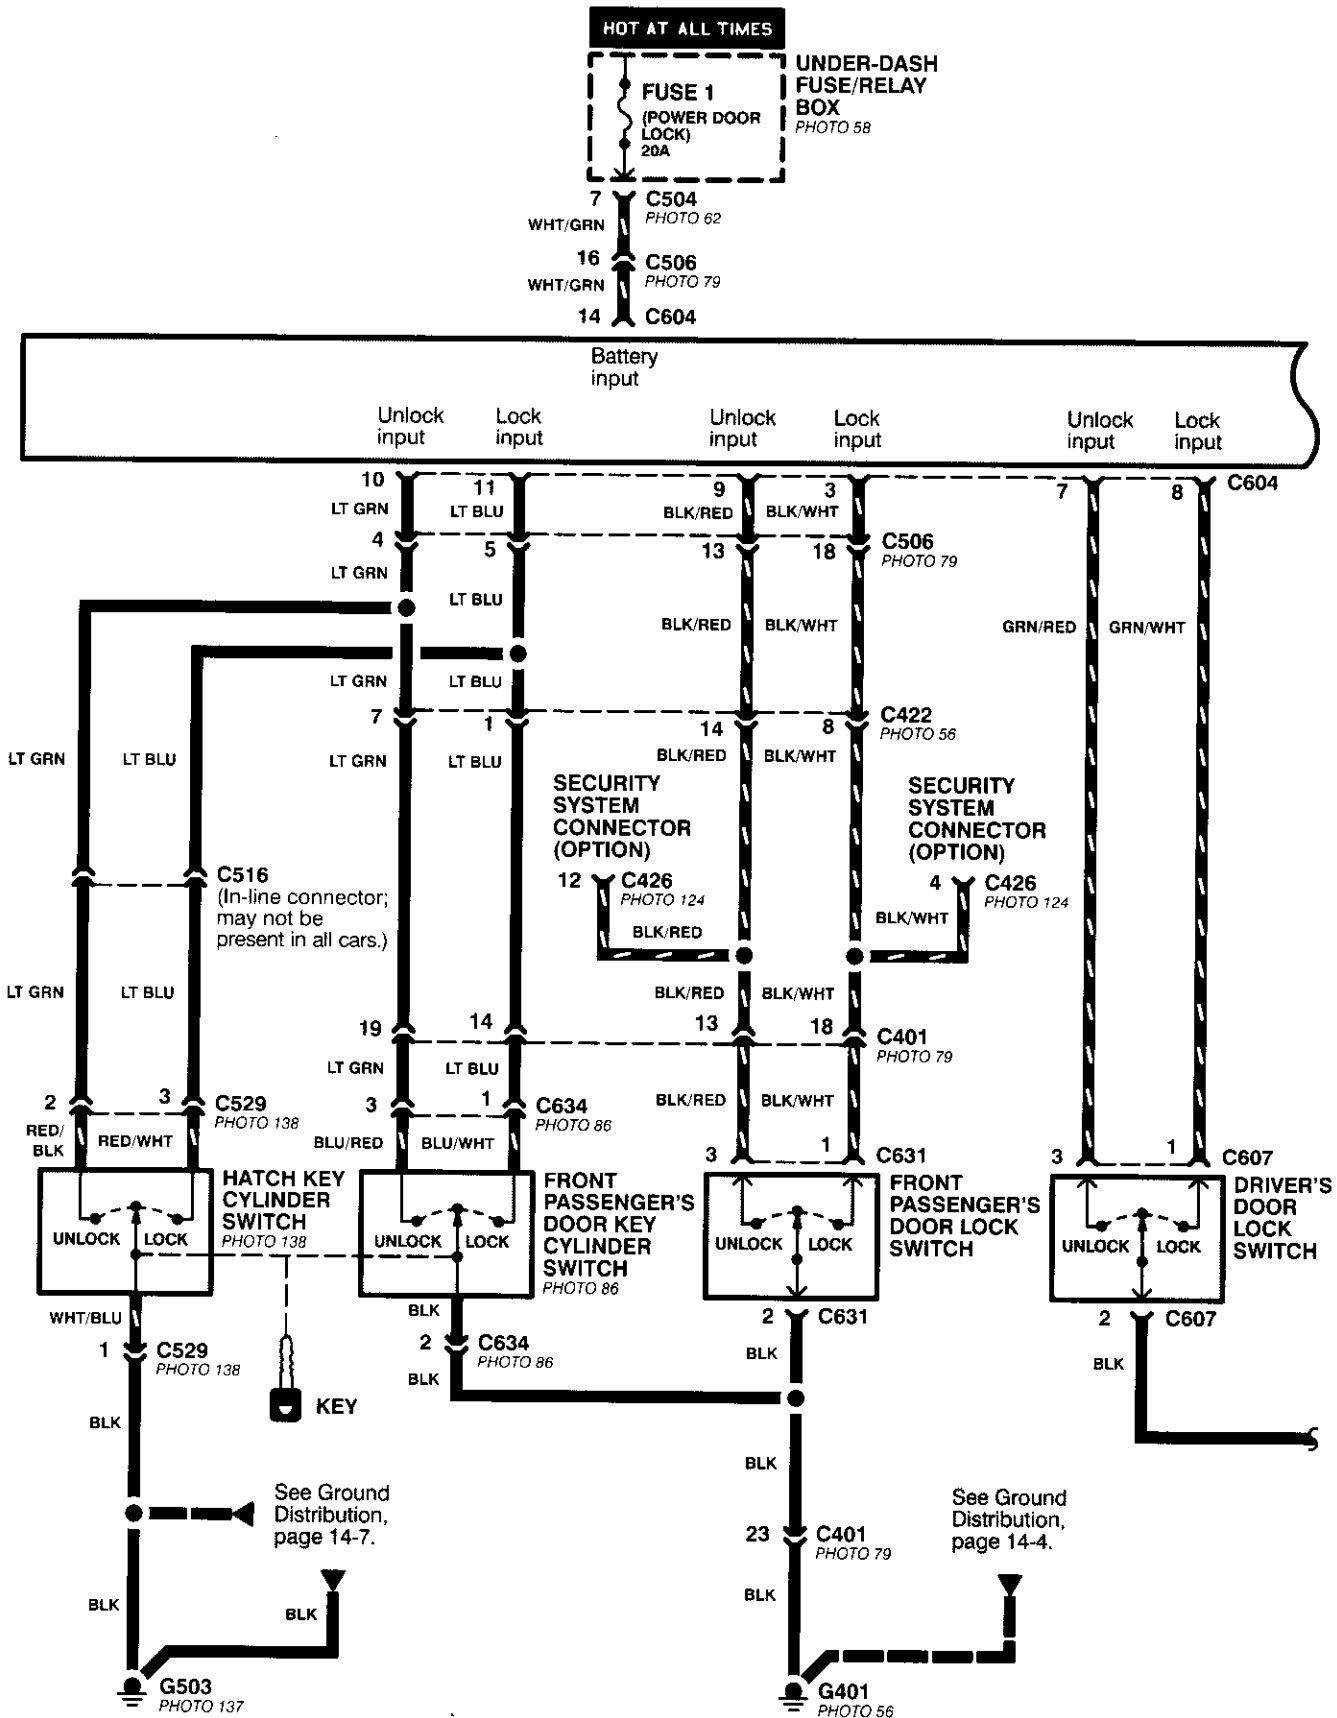 HOT AT ALL TIMES
UNDER-DASH
FUSE/RELAY
BOX
PHOTO 58
FUSE 1
(POWER DOOR
LOCK)
20A
7 C504
PHOTO 62
WHT/GRN
16 C506
PHOTO 79
WHT/GRN
14 C604
Battery
input
Unlock
input
Lock
input
Unlock
input
Lock
input
Unlock
input
Lock
input
10 11 9 3 7 8 C604
LT GRN LT BLU BLK/RED BLK/WHT
4 5 13 18 C506
PHOTO 79
LT GRN
LT BLU BLK/RED BLK/WHT GRN/RED GRN/WHT
LT GRN LT BLU
7 1 14 8 C422
PHOTO 56
LT GRN LT BLU LT GRN LT BLU BLK/RED BLK/WHT
SECURITY
SYSTEM
CONNECTOR
(OPTION)
12 C426
PHOTO 124
BLK/RED
SECURITY
SYSTEM
CONNECTOR
(OPTION)
4 C426
PHOTO 124
BLK/WHT
C516
(In-line connector;
may not be
present in all cars.)
LT GRN LT BLU BLK/RED BLK/WHT
19 14 13 18 C401
PHOTO 79
LT GRN LT BLU BLK/RED BLK/WHT
2 3 C529
PHOTO 138
3 1 C634
PHOTO 86
RED/
BLK
RED/WHT
BLU/RED BLU/WHT
3 1 C631
3 1 C607
HATCH KEY
CYLINDER
SWITCH
PHOTO 138
UNLOCK LOCK
FRONT
PASSENGER'S
DOOR KEY
CYLINDER
SWITCH
PHOTO 86
UNLOCK LOCK
FRONT
PASSENGER'S
DOOR LOCK
SWITCH
UNLOCK LOCK
DRIVER'S
DOOR
LOCK
SWITCH
UNLOCK LOCK
WHT/BLU
1 C529
PHOTO 138
BLK
2 C634
PHOTO 86
BLK
2 C631
BLK
2 C607
BLK
KEY
BLK
BLK
See Ground
Distribution,
page 14-7.
See Ground
Distribution,
page 14-4.
23 C401
PHOTO 79
BLK
BLK
BLK
G503
PHOTO 137
G401
PHOTO 56